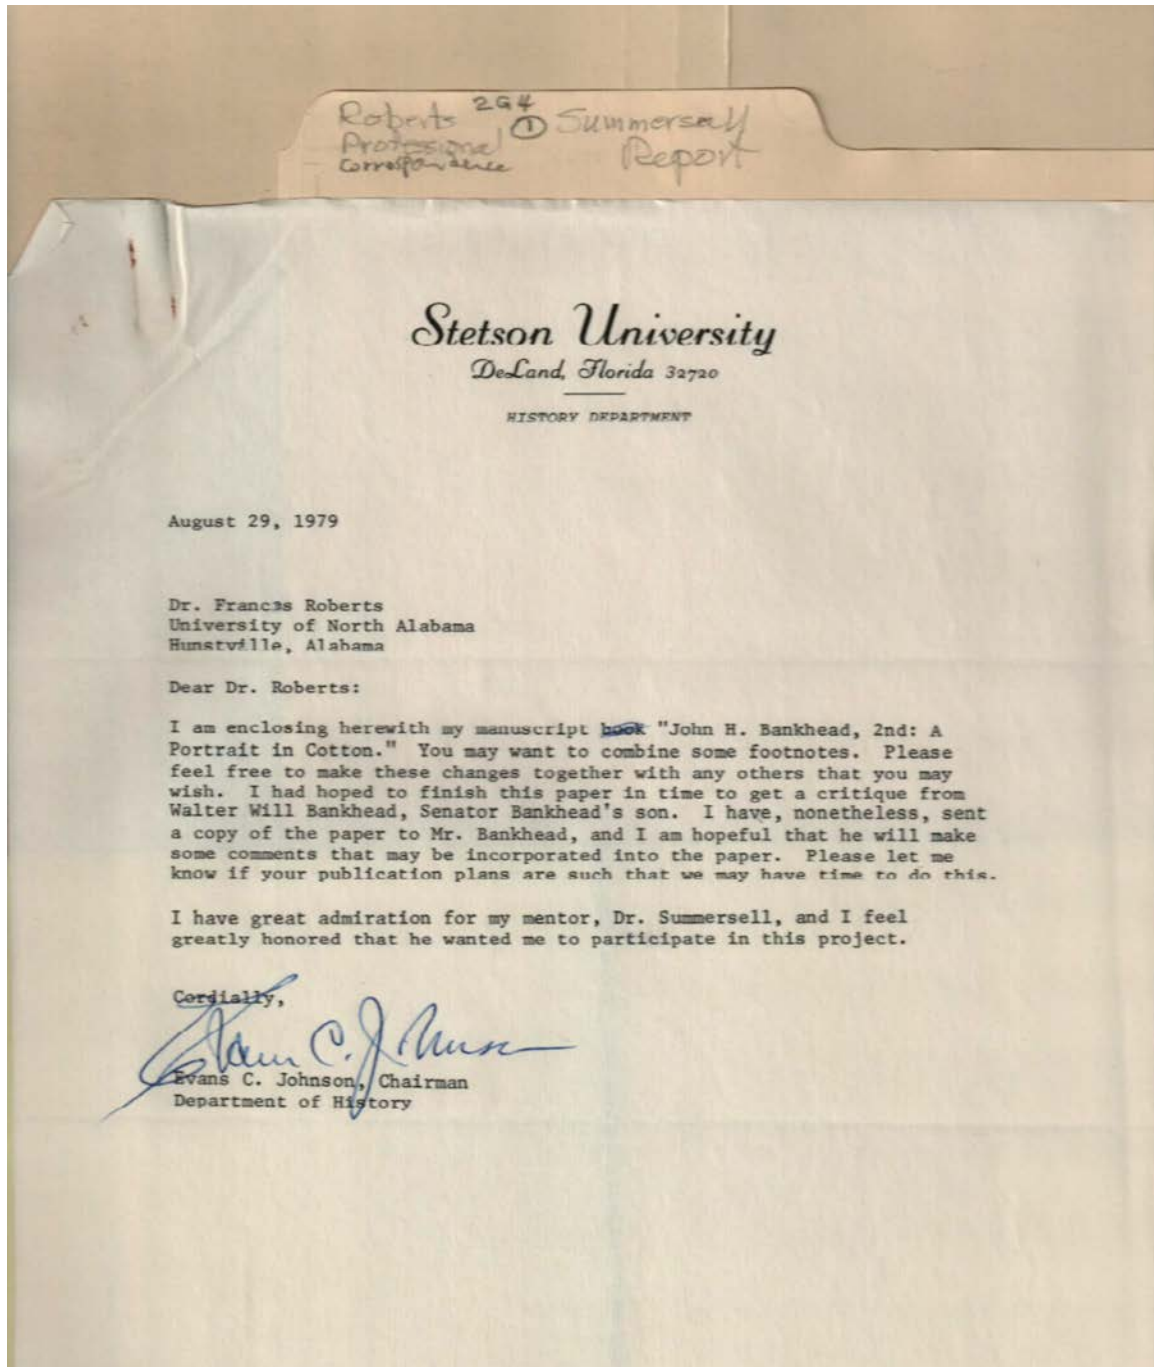 Roberts 2G4 ① Summersell
Professional Report
Correspondence
Stetson University
DeLand, Florida 32720
HISTORY DEPARTMENT
August 29, 1979
Dr. Frances Roberts
University of North Alabama
Hunstville, Alabama
Dear Dr. Roberts:
I am enclosing herewith my manuscript book "John H. Bankhead, 2nd: A
Portrait in Cotton." You may want to combine some footnotes. Please
feel free to make these changes together with any others that you may
wish. I had hoped to finish this paper in time to get a critique from
Walter Will Bankhead, Senator Bankhead's son. I have, nonetheless, sent
a copy of the paper to Mr. Bankhead, and I am hopeful that he will make
some comments that may be incorporated into the paper. Please let me
know if your publication plans are such that we may have time to do this.
I have great admiration for my mentor, Dr. Summersell, and I feel
greatly honored that he wanted me to participate in this project.
Cordially,
Evans C. Johnson
Evans C. Johnson, Chairman
Department of History